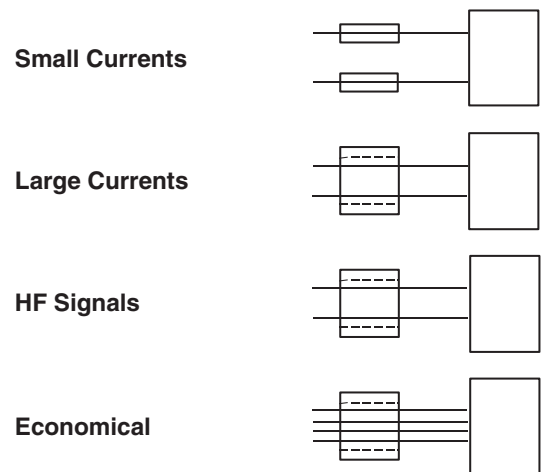 Small Currents
Large Currents
HF Signals
Economical